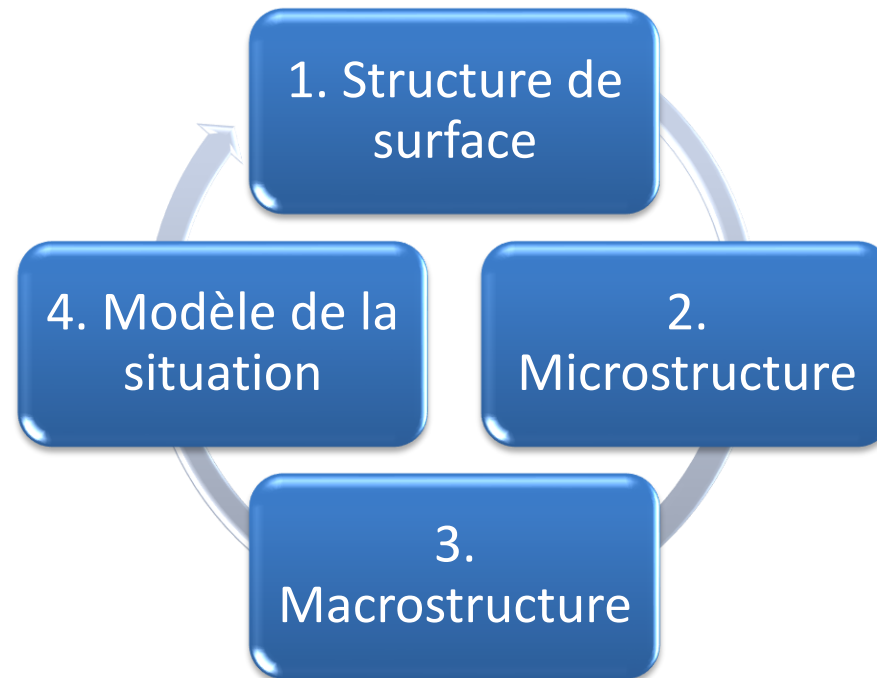 1. Structure de
surface
2.
Microstructure
3.
Macrostructure
4. Modèle de la
situation